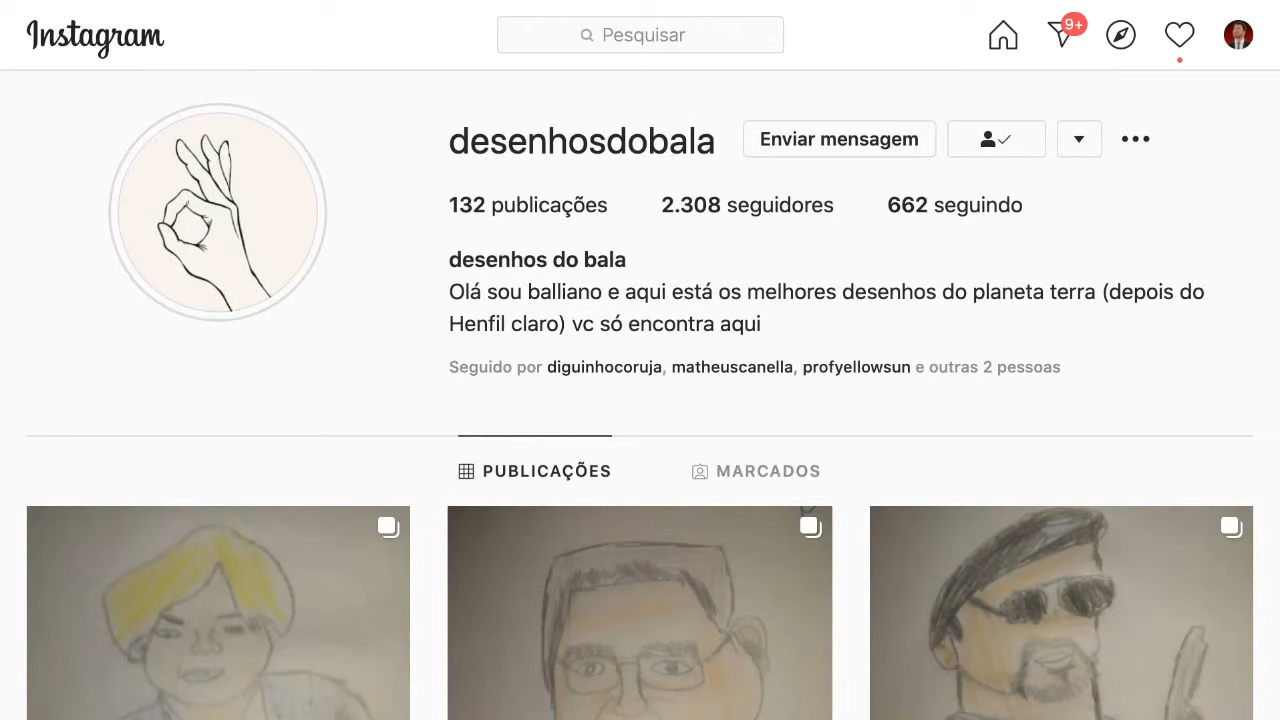 Instagram
Pesquisar
9+
desenhosdobala
Enviar mensagem
132 publicações 2.308 seguidores 662 seguindo
desenhos do bala
Olá sou balliano e aqui está os melhores desenhos do planeta terra (depois do
Henfil claro) vc só encontra aqui
Seguido por diguinhocoruja, matheuscanella, profyellowsun e outras 2 pessoas
PUBLICAÇÕES MARCADOS